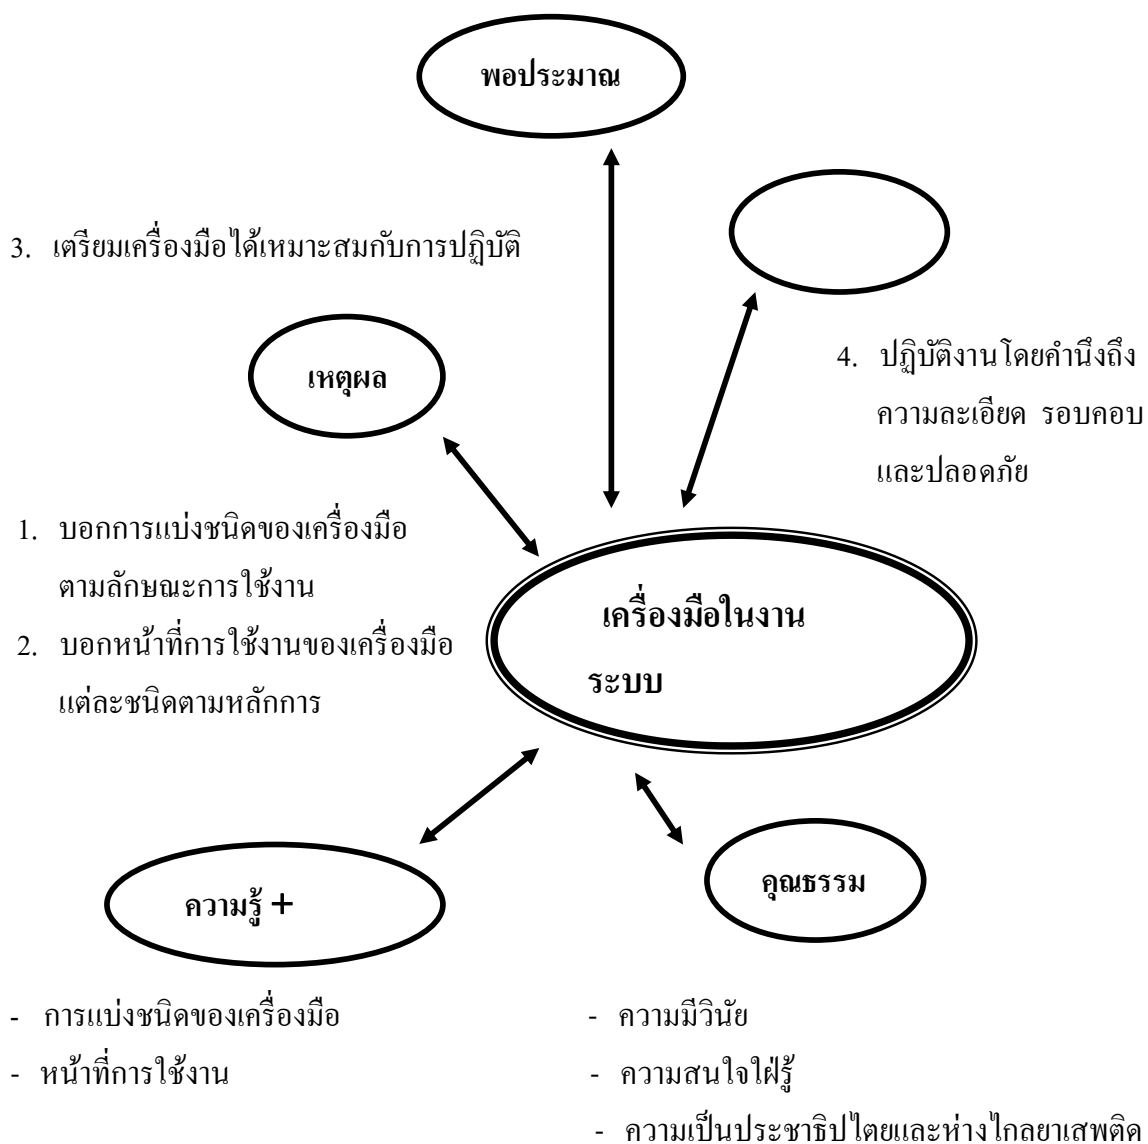 พอประมาณ
3. เตรียมเครื่องมือได้เหมาะสมกับการปฏิบัติ
เหตุผล
4. ปฏิบัติงานโดยคำนึงถึง
ความละเอียด รอบคอบ
และปลอดภัย
1. บอกการแบ่งชนิดของเครื่องมือ
ตามลักษณะการใช้งาน
2. บอกหน้าที่การใช้งานของเครื่องมือ
แต่ละชนิดตามหลักการ
เครื่องมือในงาน
ระบบ
ความรู้ +
คุณธรรม
- การแบ่งชนิดของเครื่องมือ
- หน้าที่การใช้งาน
- ความมีวินัย
- ความสนใจใฝ่รู้
- ความเป็นประชาธิปไตยและห่างไกลยาเสพติด